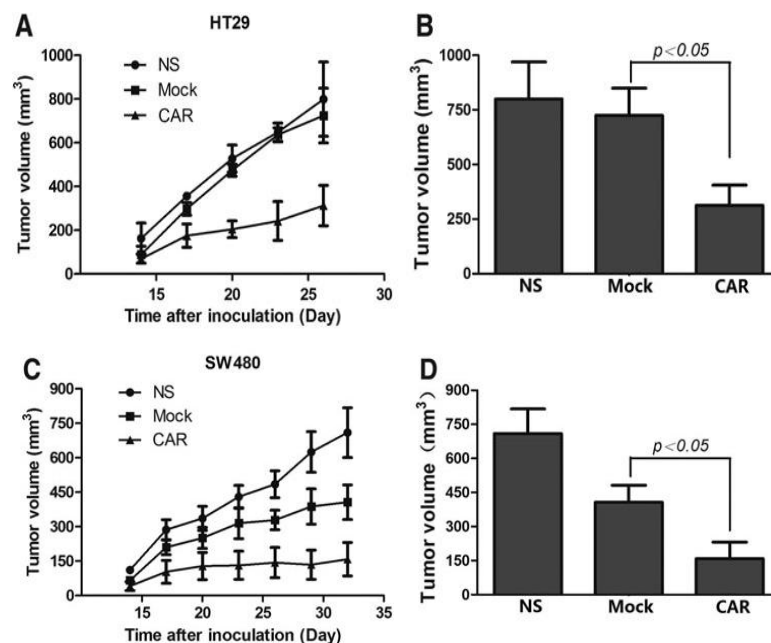 A
HT29
NS
Mock
CAR
Tumor volume (mm³)
1000
800
600
400
200
0
15
20
25
30
Time after inoculation (Day)
B
Tumor volume (mm³)
1000
750
500
250
0
p<0.05
NS
Mock
CAR
C
SW480
NS
Mock
CAR
Tumor volume (mm³)
900
750
600
450
300
150
0
15
20
25
30
35
Time after inoculation (Day)
D
Tumor volume（mm³）
900
750
600
450
300
150
0
p<0.05
NS
Mock
CAR